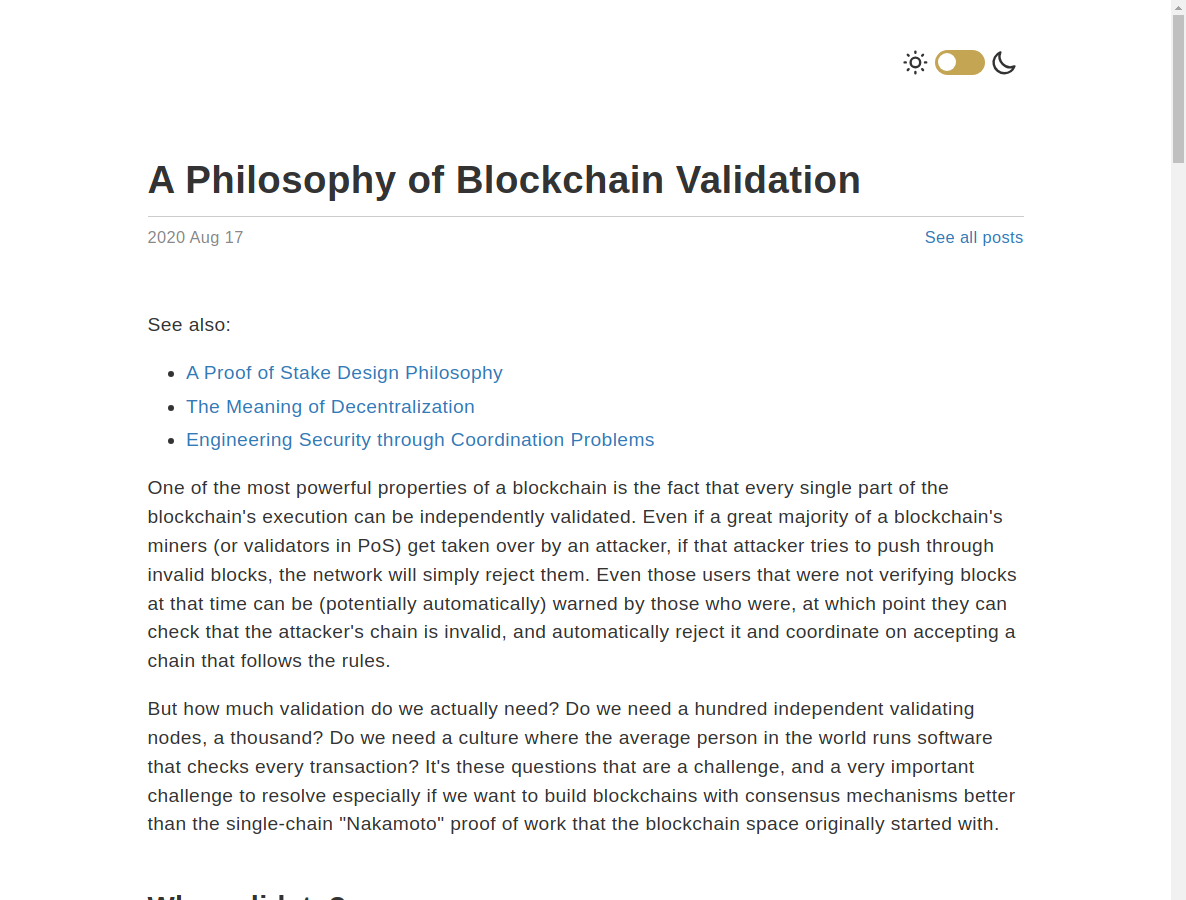 A Philosophy of Blockchain Validation
2020 Aug 17
See all posts
See also:
A Proof of Stake Design Philosophy
The Meaning of Decentralization
Engineering Security through Coordination Problems
One of the most powerful properties of a blockchain is the fact that every single part of the
blockchain's execution can be independently validated. Even if a great majority of a blockchain's
miners (or validators in PoS) get taken over by an attacker, if that attacker tries to push through
invalid blocks, the network will simply reject them. Even those users that were not verifying blocks
at that time can be (potentially automatically) warned by those who were, at which point they can
check that the attacker's chain is invalid, and automatically reject it and coordinate on accepting a
chain that follows the rules.
But how much validation do we actually need? Do we need a hundred independent validating
nodes, a thousand? Do we need a culture where the average person in the world runs software
that checks every transaction? It's these questions that are a challenge, and a very important
challenge to resolve especially if we want to build blockchains with consensus mechanisms better
than the single-chain "Nakamoto" proof of work that the blockchain space originally started with.